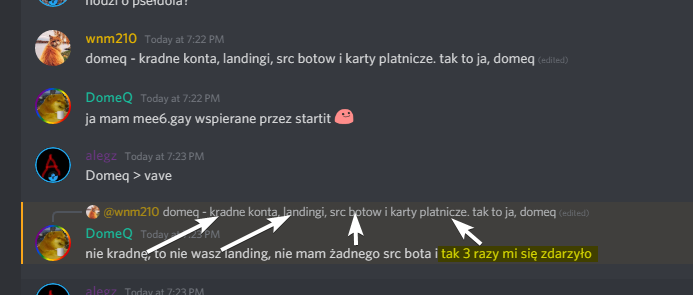 hodzi o pseldola?
wnm210 Today at 7:22 PM
domeq - kradne konta, landingi, src botow i karty platnicze. tak to ja, domeq (edited)
DomeQ Today at 7:22 PM
ja mam mee6.gay wspierane przez startit
alegz Today at 7:23 PM
DomeQ > vave
@wnm210 domeq - kradne konta, landingi, src botow i karty platnicze. tak to ja, domeq (edited)
DomeQ Today at 7:23 PM
nie kradnę, to nie wasz landing, nie mam żadnego src bota i tak 3 razy mi się zdarzyło
alegz Today at 7:23 PM